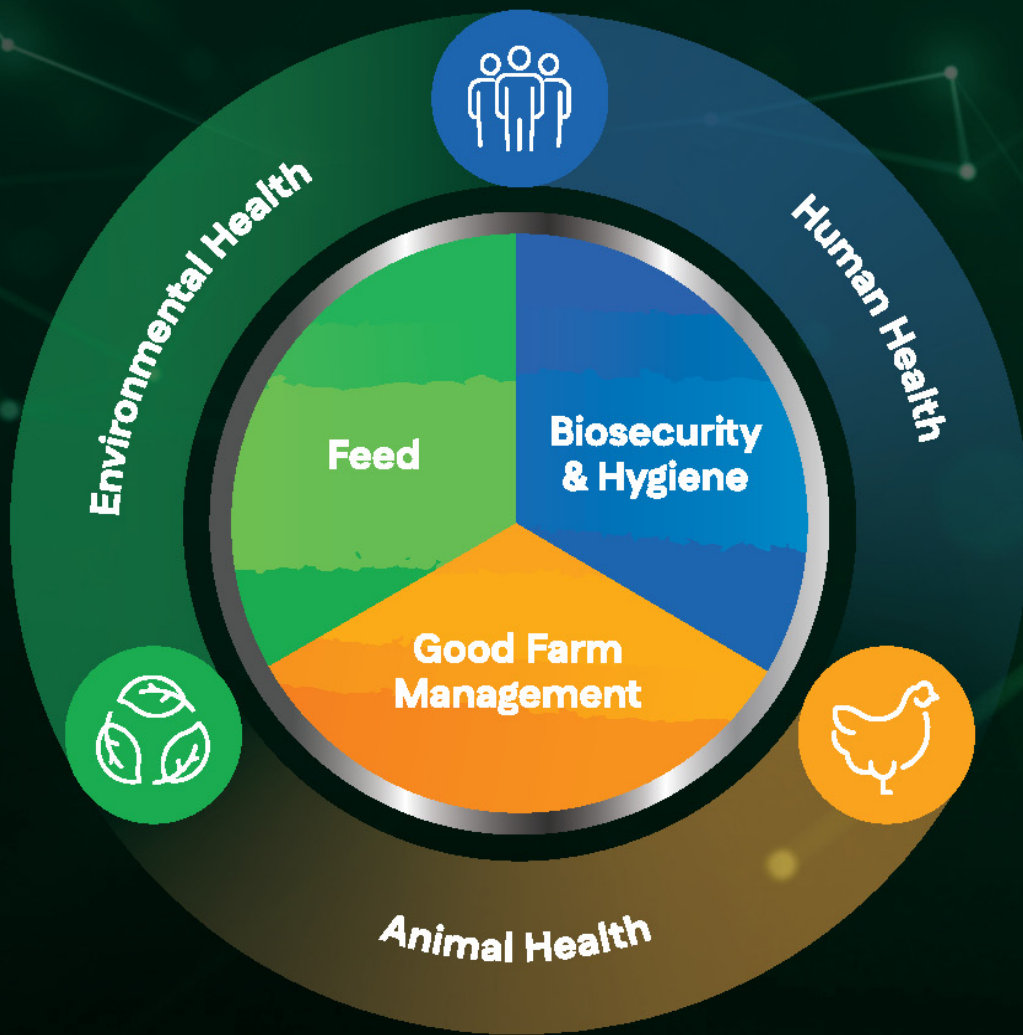 Environmental Health
Human Health
Feed
Biosecurity
& Hygiene
Good Farm
Management
Animal Health